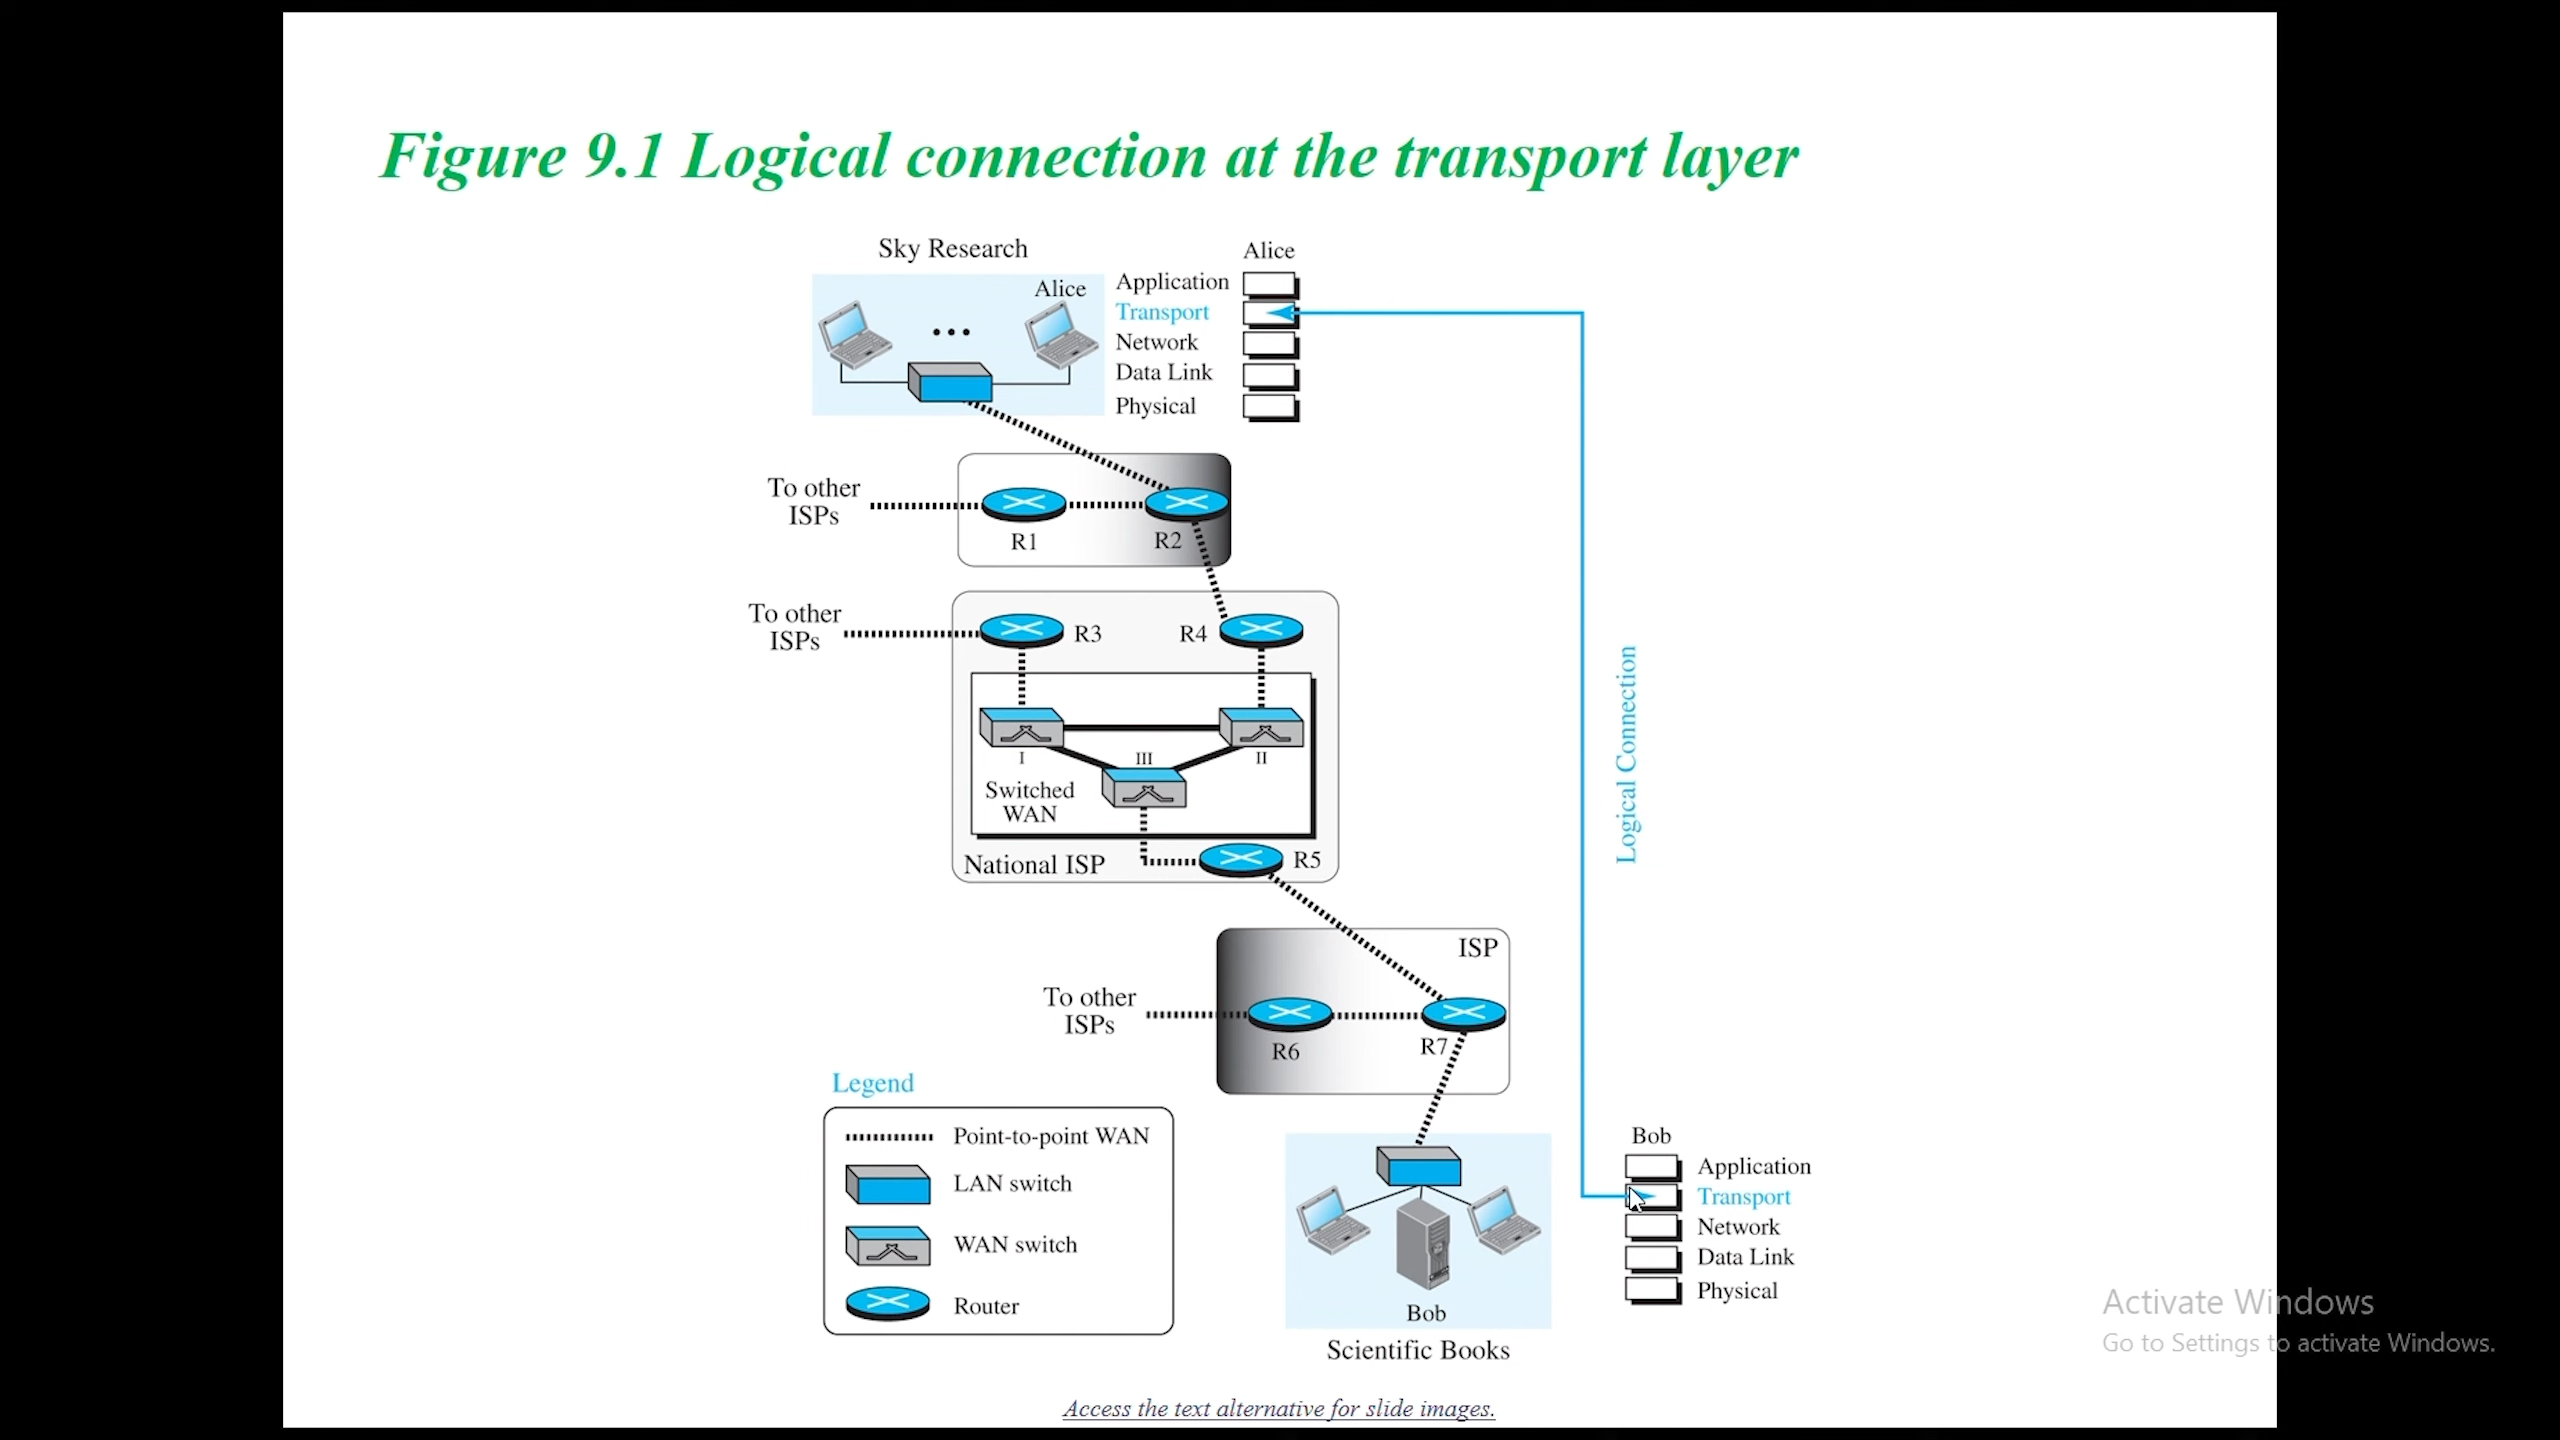 Figure 9.1 Logical connection at the transport layer
Sky Research
Alice
Alice
Application
Transport
Network
Data Link
Physical
To other
ISPs
R1
R2
To other
ISPs
R3
R4
I
III
II
Switched
WAN
National ISP
R5
Logical Connection
ISP
To other
ISPs
R6
R7
Legend
Point-to-point WAN
LAN switch
WAN switch
Router
Bob
Scientific Books
Bob
Application
Transport
Network
Data Link
Physical
Activate Windows
Go to Settings to activate Windows.
Access the text alternative for slide images.